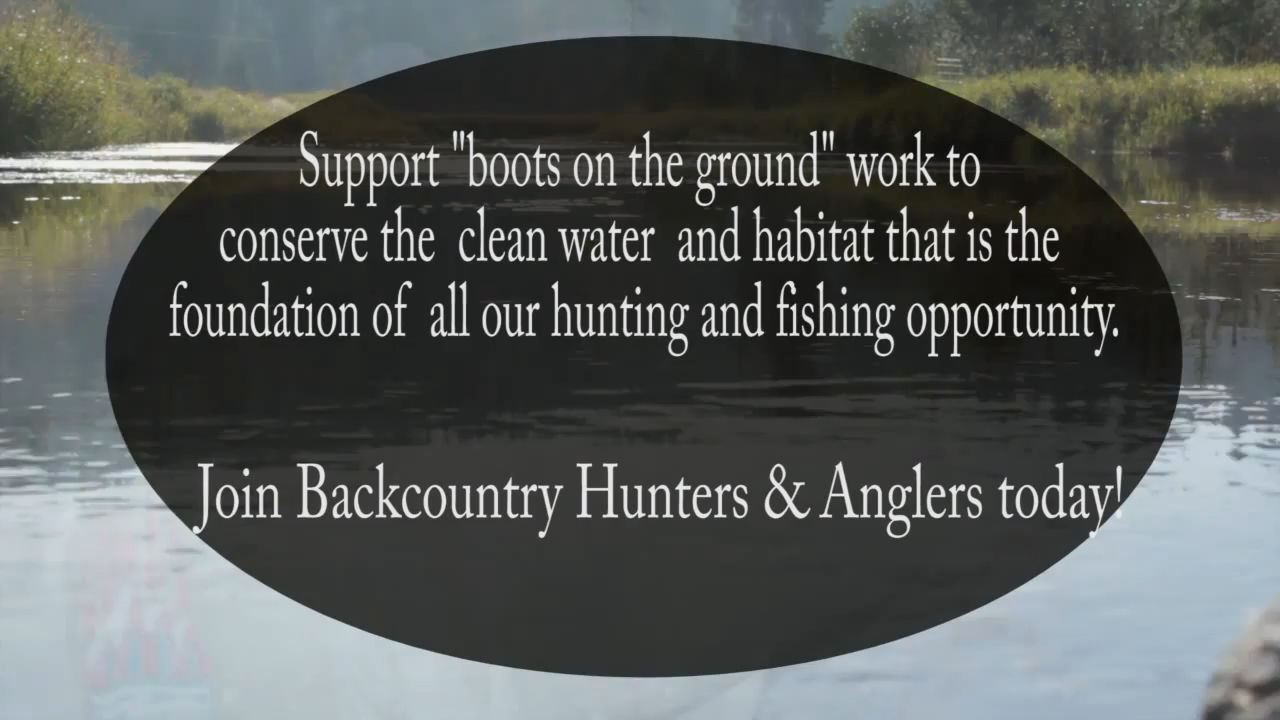 Support "boots on the ground" work to
conserve the clean water and habitat that is the
foundation of all our hunting and fishing opportunity.
Join Backcountry Hunters & Anglers today!